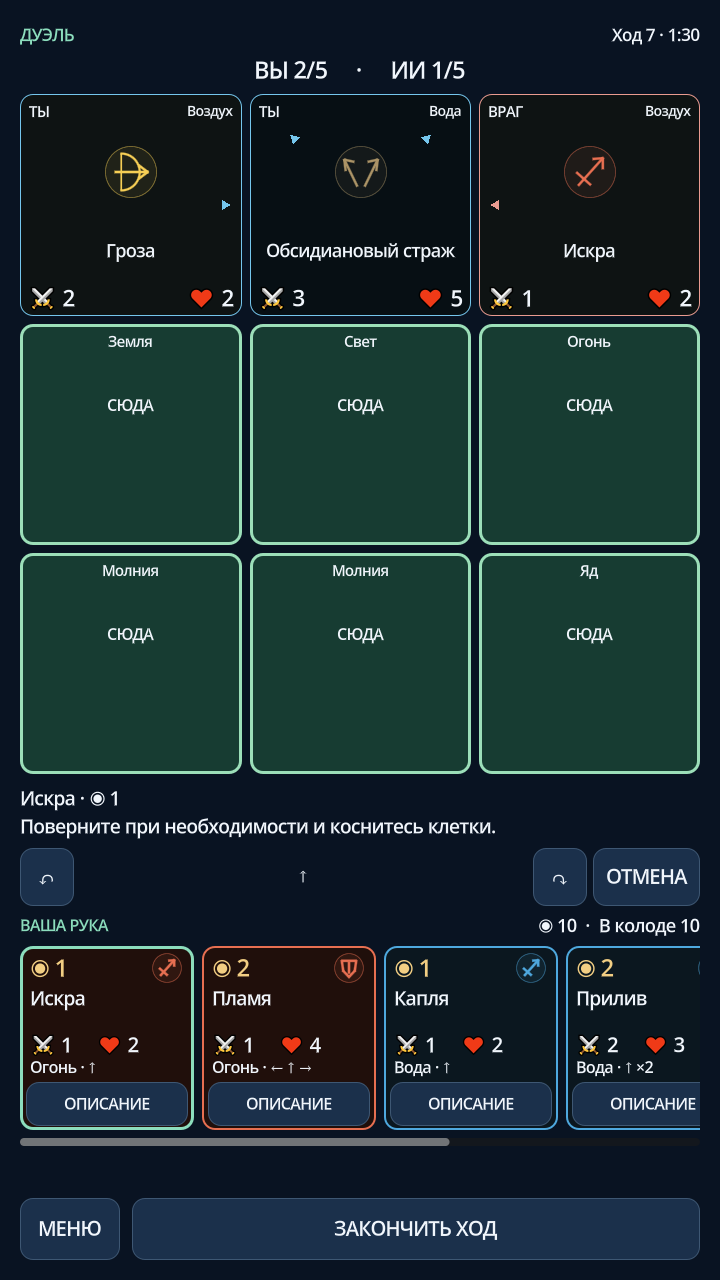 ДУЭЛЬ
Ход 7 · 1:30
ВЫ 2/5 · ИИ 1/5
ТЫ Воздух
Гроза
2 2
ТЫ Вода
Обсидиановый страж
3 5
ВРАГ Воздух
Искра
1 2
Земля
СЮДА
Свет
СЮДА
Огонь
СЮДА
Молния
СЮДА
Молния
СЮДА
Яд
СЮДА
Искра · ◉ 1
Поверните при необходимости и коснитесь клетки.
↶ ↑ ↷ ОТМЕНА
ВАША РУКА
◉ 10 · В колоде 10
◉ 1
Искра
1 2
Огонь · ↑
ОПИСАНИЕ
◉ 2
Пламя
1 4
Огонь · ← ↑ →
ОПИСАНИЕ
◉ 1
Капля
1 2
Вода · ↑
ОПИСАНИЕ
◉ 2
Прилив
2 3
Вода · ↑ ×2
ОПИСАНИЕ
МЕНЮ
ЗАКОНЧИТЬ ХОД